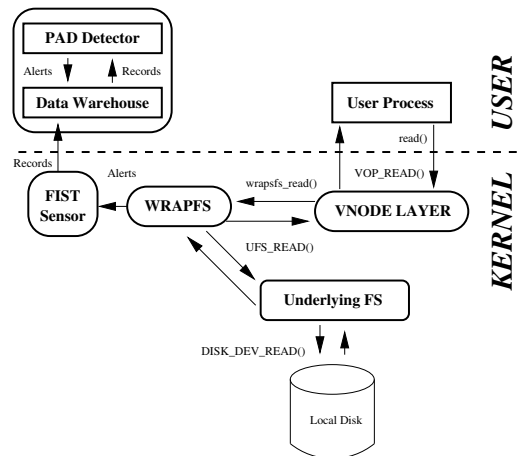 PAD Detector
Alerts
Records
Data Warehouse
User Process
USER
read()
Records
Alerts
wrapsfs_read()
VOP_READ()
KERNEL
FIST
Sensor
WRAPFS
VNODE LAYER
UFS_READ()
Underlying FS
DISK_DEV_READ()
Local Disk